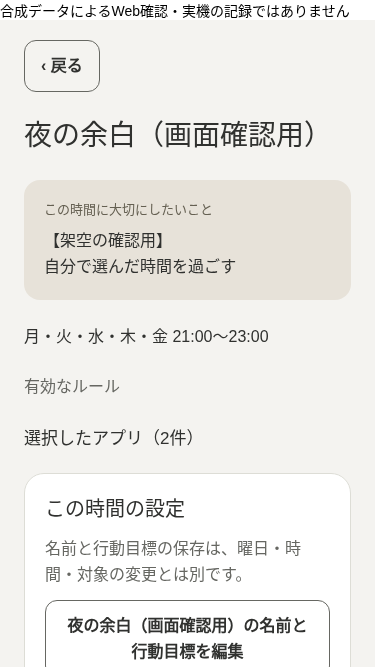 合成データによるWeb確認・実機の記録ではありません
‹ 戻る
夜の余白（画面確認用）
この時間に大切にしたいこと
【架空の確認用】
自分で選んだ時間を過ごす
月・火・水・木・金 21:00〜23:00
有効なルール
選択したアプリ（2件）
この時間の設定
名前と行動目標の保存は、曜日・時
間・対象の変更とは別です。
夜の余白（画面確認用）の名前と
行動目標を編集